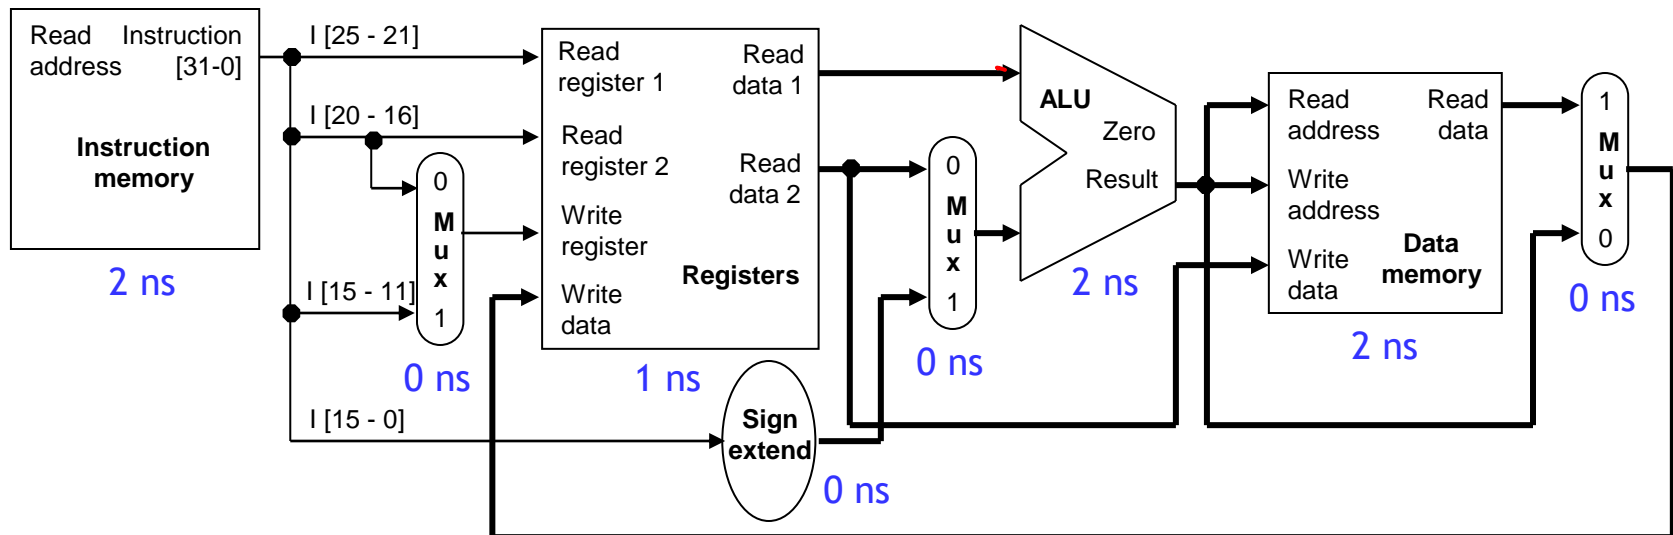 Read Instruction
address [31-0]
Instruction
memory
2 ns
I [25 - 21]
I [20 - 16]
I [15 - 11]
I [15 - 0]
0
M
u
x
1
0 ns
Read
register 1
Read
data 1
Read
register 2
Read
data 2
Write
register
Registers
Write
data
1 ns
Sign
extend
0 ns
0
M
u
x
1
0 ns
ALU
Zero
Result
2 ns
Read
address
Read
data
Write
address
Write
data
Data
memory
2 ns
1
M
u
x
0
0 ns